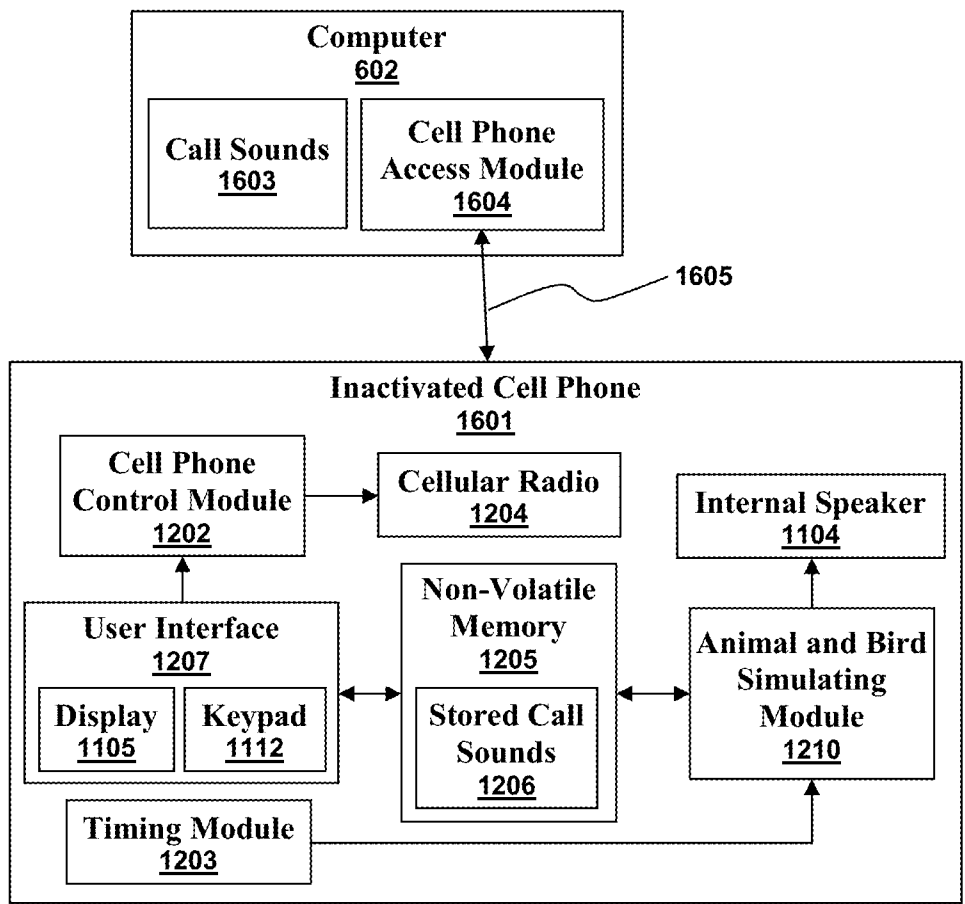 Computer
602
Call Sounds
1603
Cell Phone
Access Module
1604
1605
Inactivated Cell Phone
1601
Cell Phone
Control Module
1202
Cellular Radio
1204
Internal Speaker
1104
User Interface
1207
Display
1105
Keypad
1112
Non-Volatile
Memory
1205
Stored Call
Sounds
1206
Animal and Bird
Simulating
Module
1210
Timing Module
1203